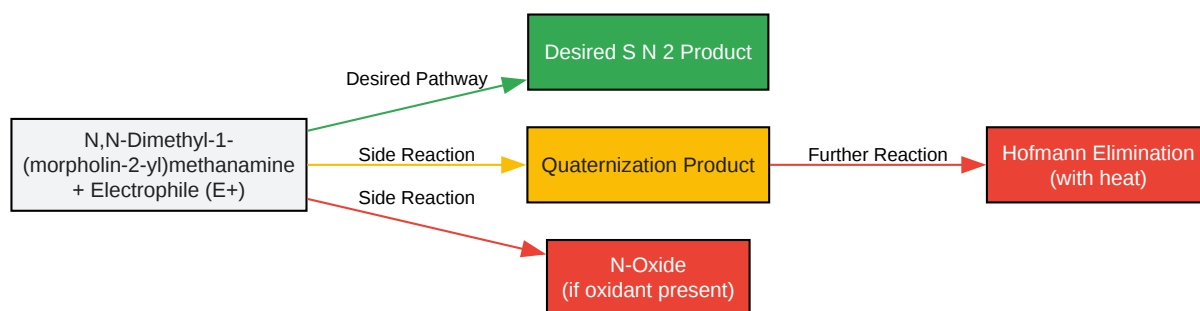 Desired S N 2 Product
Desired Pathway
N,N-Dimethyl-1-
(morpholin-2-yl)methanamine
+ Electrophile (E+)
Side Reaction
Quaternization Product
Further Reaction
Hofmann Elimination
(with heat)
Side Reaction
N-Oxide
(if oxidant present)